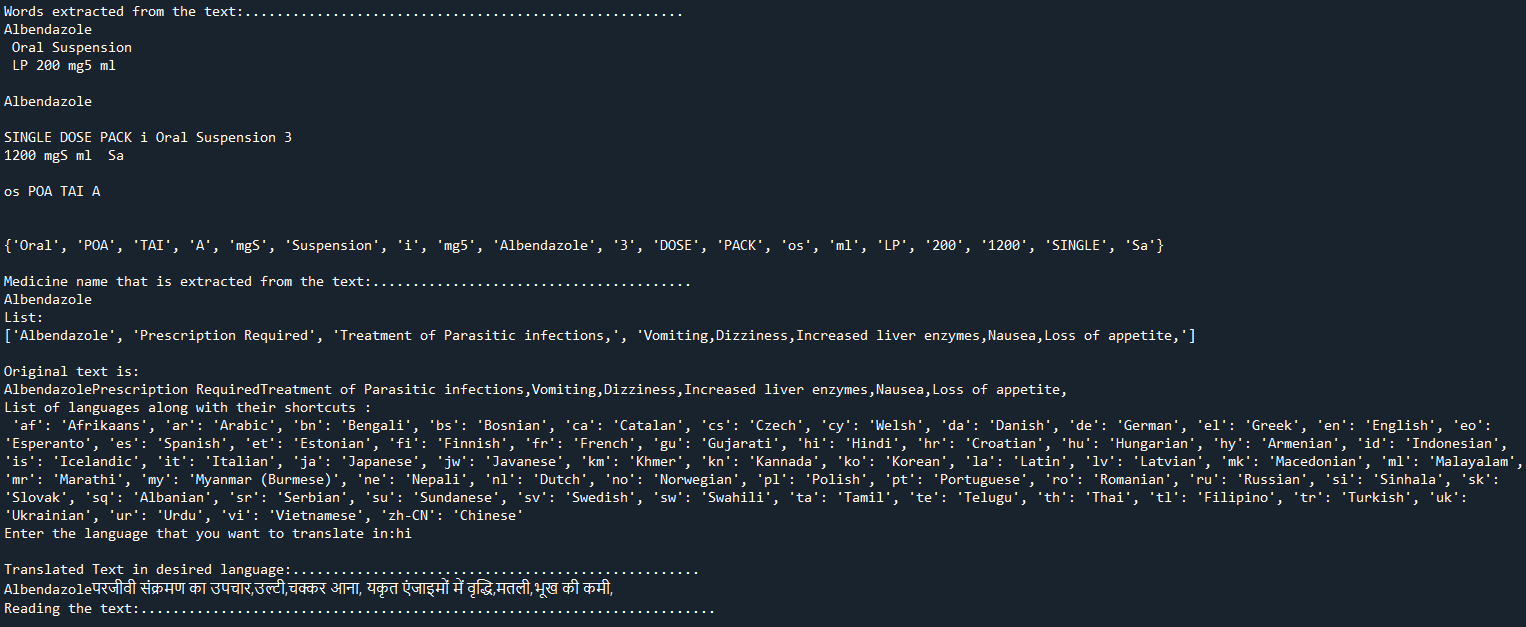 Words extracted from the text:.......................................................
Albendazole
Oral Suspension
LP 200 mg5 ml
Albendazole
SINGLE DOSE PACK i Oral Suspension 3
1200 mgS ml  Sa
os POA TAI A
{'Oral', 'POA', 'TAI', 'A', 'mgS', 'Suspension', 'i', 'mg5', 'Albendazole', '3', 'DOSE', 'PACK', 'os', 'ml', 'LP', '200', '1200', 'SINGLE', 'Sa'}
Medicine name that is extracted from the text:........................................
Albendazole
List:
['Albendazole', 'Prescription Required', 'Treatment of Parasitic infections,', 'Vomiting,Dizziness,Increased liver enzymes,Nausea,Loss of appetite,']
Original text is:
AlbendazolePrescription RequiredTreatment of Parasitic infections,Vomiting,Dizziness,Increased liver enzymes,Nausea,Loss of appetite,
List of languages along with their shortcuts :
'af': 'Afrikaans', 'ar': 'Arabic', 'bn': 'Bengali', 'bs': 'Bosnian', 'ca': 'Catalan', 'cs': 'Czech', 'cy': 'Welsh', 'da': 'Danish', 'de': 'German', 'el': 'Greek', 'en': 'English', 'eo':
'Esperanto', 'es': 'Spanish', 'et': 'Estonian', 'fi': 'Finnish', 'fr': 'French', 'gu': 'Gujarati', 'hi': 'Hindi', 'hr': 'Croatian', 'hu': 'Hungarian', 'hy': 'Armenian', 'id': 'Indonesian',
'is': 'Icelandic', 'it': 'Italian', 'ja': 'Japanese', 'jw': 'Javanese', 'km': 'Khmer', 'kn': 'Kannada', 'ko': 'Korean', 'la': 'Latin', 'lv': 'Latvian', 'mk': 'Macedonian', 'ml': 'Malayalam',
'mr': 'Marathi', 'my': 'Myanmar (Burmese)', 'ne': 'Nepali', 'nl': 'Dutch', 'no': 'Norwegian', 'pl': 'Polish', 'pt': 'Portuguese', 'ro': 'Romanian', 'ru': 'Russian', 'si': 'Sinhala', 'sk':
'Slovak', 'sq': 'Albanian', 'sr': 'Serbian', 'su': 'Sundanese', 'sv': 'Swedish', 'sw': 'Swahili', 'ta': 'Tamil', 'te': 'Telugu', 'th': 'Thai', 'tl': 'Filipino', 'tr': 'Turkish', 'uk':
'Ukrainian', 'ur': 'Urdu', 'vi': 'Vietnamese', 'zh-CN': 'Chinese'
Enter the language that you want to translate in:hi
Translated Text in desired language:...................................................
Albendazoleपरजीवी संक्रमण का उपचार,उल्टी,चक्कर आना, यकृत एंजाइमों में वृद्धि,मतली,भूख की कमी,
Reading the text:........................................................................